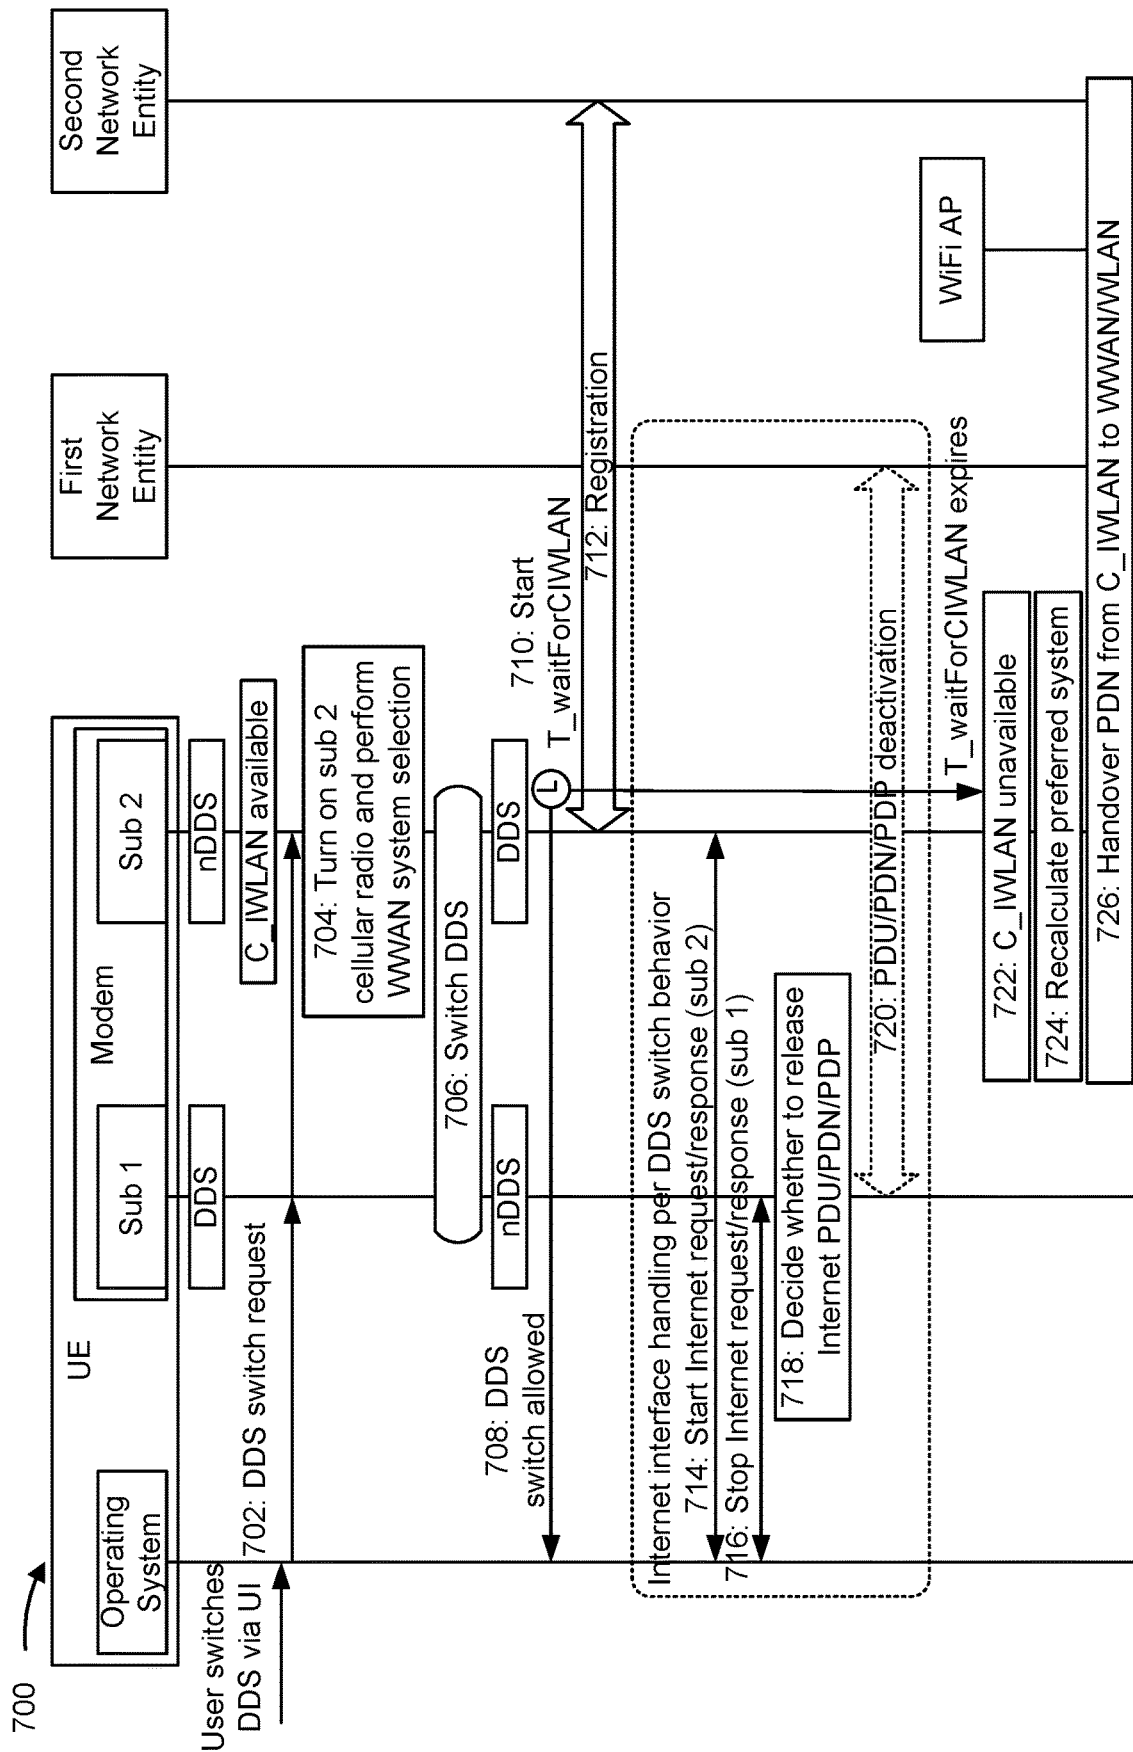 700
UE
Operating
System
Modem
Sub 1
Sub 2
First
Network
Entity
Second
Network
Entity
DDS
nDDS
User switches
DDS via UI
C_IWLAN available
702: DDS switch request
704: Turn on sub 2
cellular radio and perform
WWAN system selection
706: Switch DDS
nDDS
DDS
708: DDS
switch allowed
710: Start
T_waitForCIWLAN
712: Registration
Internet interface handling per DDS switch behavior
714: Start Internet request/response (sub 2)
716: Stop Internet request/response (sub 1)
718: Decide whether to release
Internet PDU/PDN/PDP
720: PDU/PDN/PDP deactivation
T_waitForCIWLAN expires
WiFi AP
722: C_IWLAN unavailable
724: Recalculate preferred system
726: Handover PDN from C_IWLAN to WWAN/WLAN